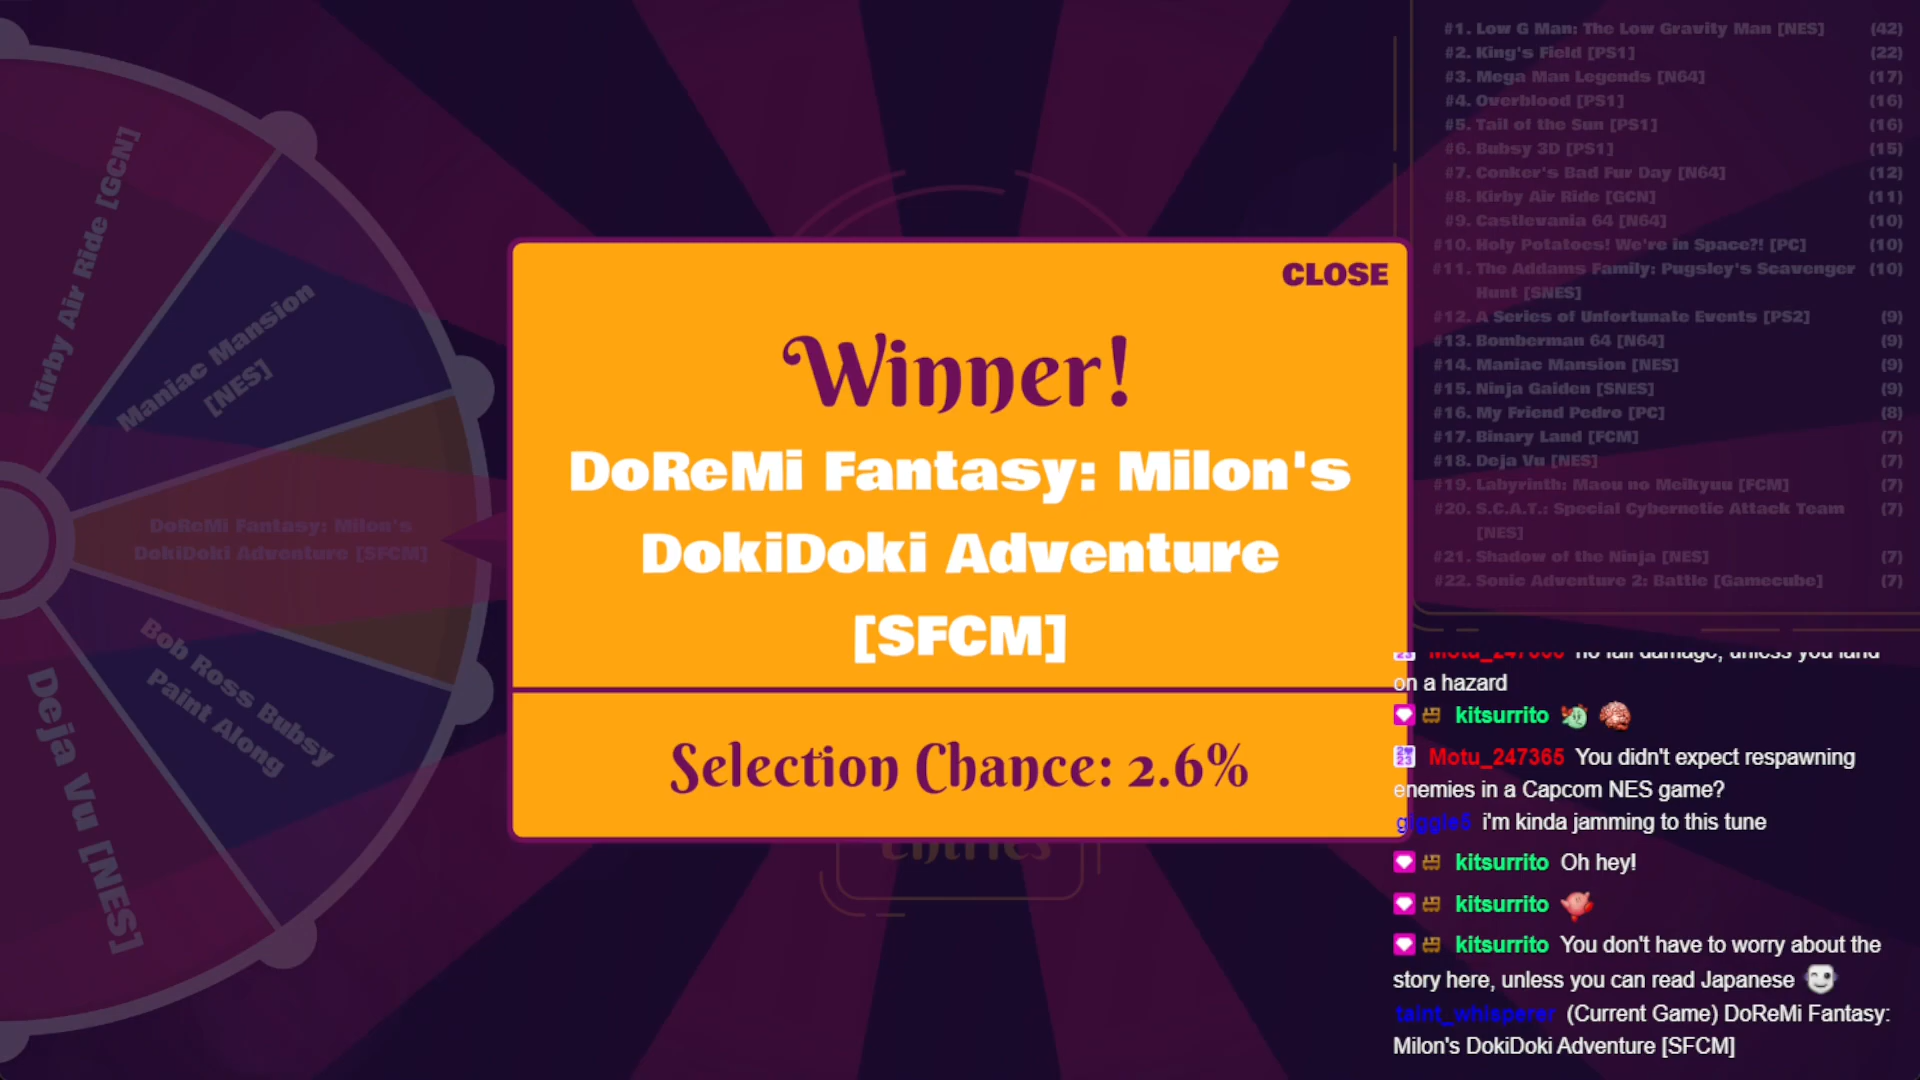 Kirby Air Ride [GCN]
Maniac Mansion
[NES]
DoReMi Fantasy: Milon's
DokiDoki Adventure [SFCM]
Bob Ross Bubsy
Paint Along
Deja Vu [NES]
CLOSE
Winner!
DoReMi Fantasy: Milon's
DokiDoki Adventure
[SFCM]
Selection Chance: 2.6%
Entries
#1. Low G Man: The Low Gravity Man [NES] (42)
#2. King's Field [PS1] (22)
#3. Mega Man Legends [N64] (17)
#4. Overblood [PS1] (16)
#5. Tail of the Sun [PS1] (16)
#6. Bubsy 3D [PS1] (15)
#7. Conker's Bad Fur Day [N64] (12)
#8. Kirby Air Ride [GCN] (11)
#9. Castlevania 64 [N64] (10)
#10. Holy Potatoes! We're in Space?! [PC] (10)
#11. The Addams Family: Pugsley's Scavenger (10)
Hunt [SNES]
#12. A Series of Unfortunate Events [PS2] (9)
#13. Bomberman 64 [N64] (9)
#14. Maniac Mansion [NES] (9)
#15. Ninja Gaiden [SNES] (9)
#16. My Friend Pedro [PC] (8)
#17. Binary Land [FCM] (7)
#18. Deja Vu [NES] (7)
#19. Labyrinth: Maou no Meikyuu [FCM] (7)
#20. S.C.A.T.: Special Cybernetic Attack Team (7)
[NES]
#21. Shadow of the Ninja [NES] (7)
#22. Sonic Adventure 2: Battle [Gamecube] (7)
Motu_247365 no fall damage, unless you land
on a hazard
kitsurrito
Motu_247365 You didn't expect respawning
enemies in a Capcom NES game?
giggle5 i'm kinda jamming to this tune
kitsurrito Oh hey!
kitsurrito
kitsurrito You don't have to worry about the
story here, unless you can read Japanese
taint_whisperer (Current Game) DoReMi Fantasy:
Milon's DokiDoki Adventure [SFCM]